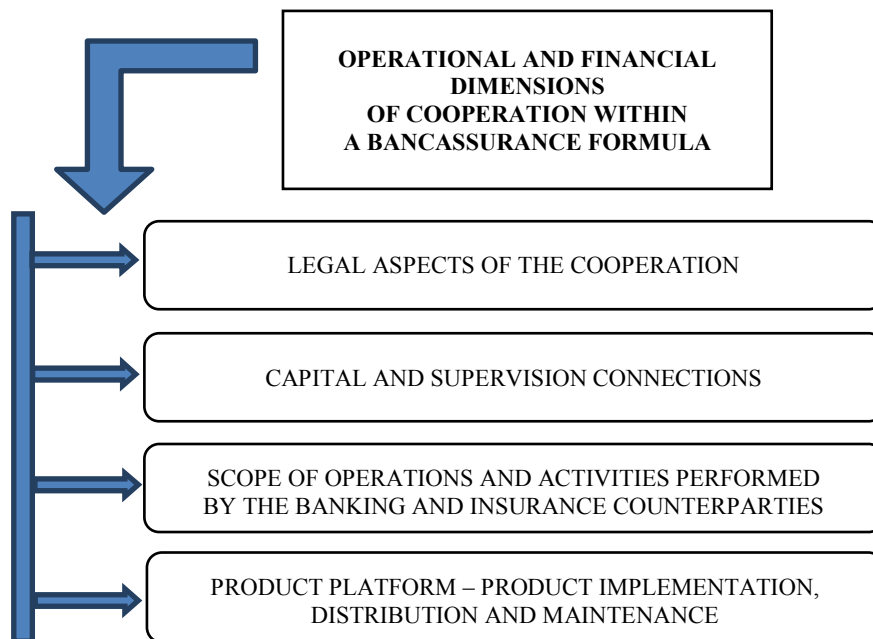 OPERATIONAL AND FINANCIAL
DIMENSIONS
OF COOPERATION WITHIN
A BANCASSURANCE FORMULA
LEGAL ASPECTS OF THE COOPERATION
CAPITAL AND SUPERVISION CONNECTIONS
SCOPE OF OPERATIONS AND ACTIVITIES PERFORMED
BY THE BANKING AND INSURANCE COUNTERPARTIES
PRODUCT PLATFORM – PRODUCT IMPLEMENTATION,
DISTRIBUTION AND MAINTENANCE